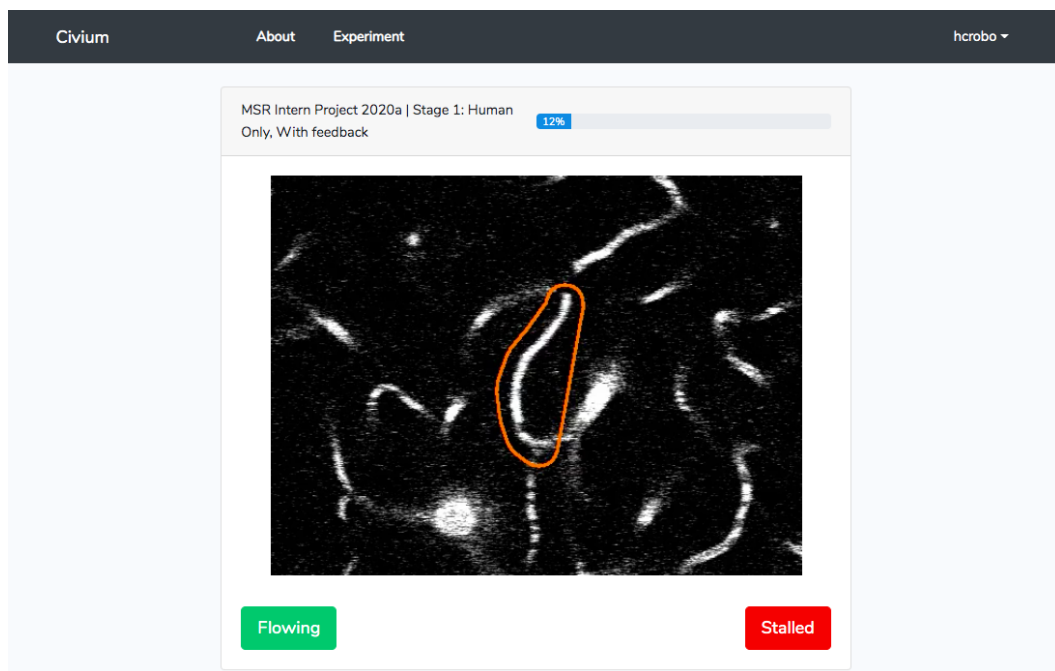 Civium
About
Experiment
hcrobo
MSR Intern Project 2020a | Stage 1: Human
Only, With feedback
12%
Flowing
Stalled